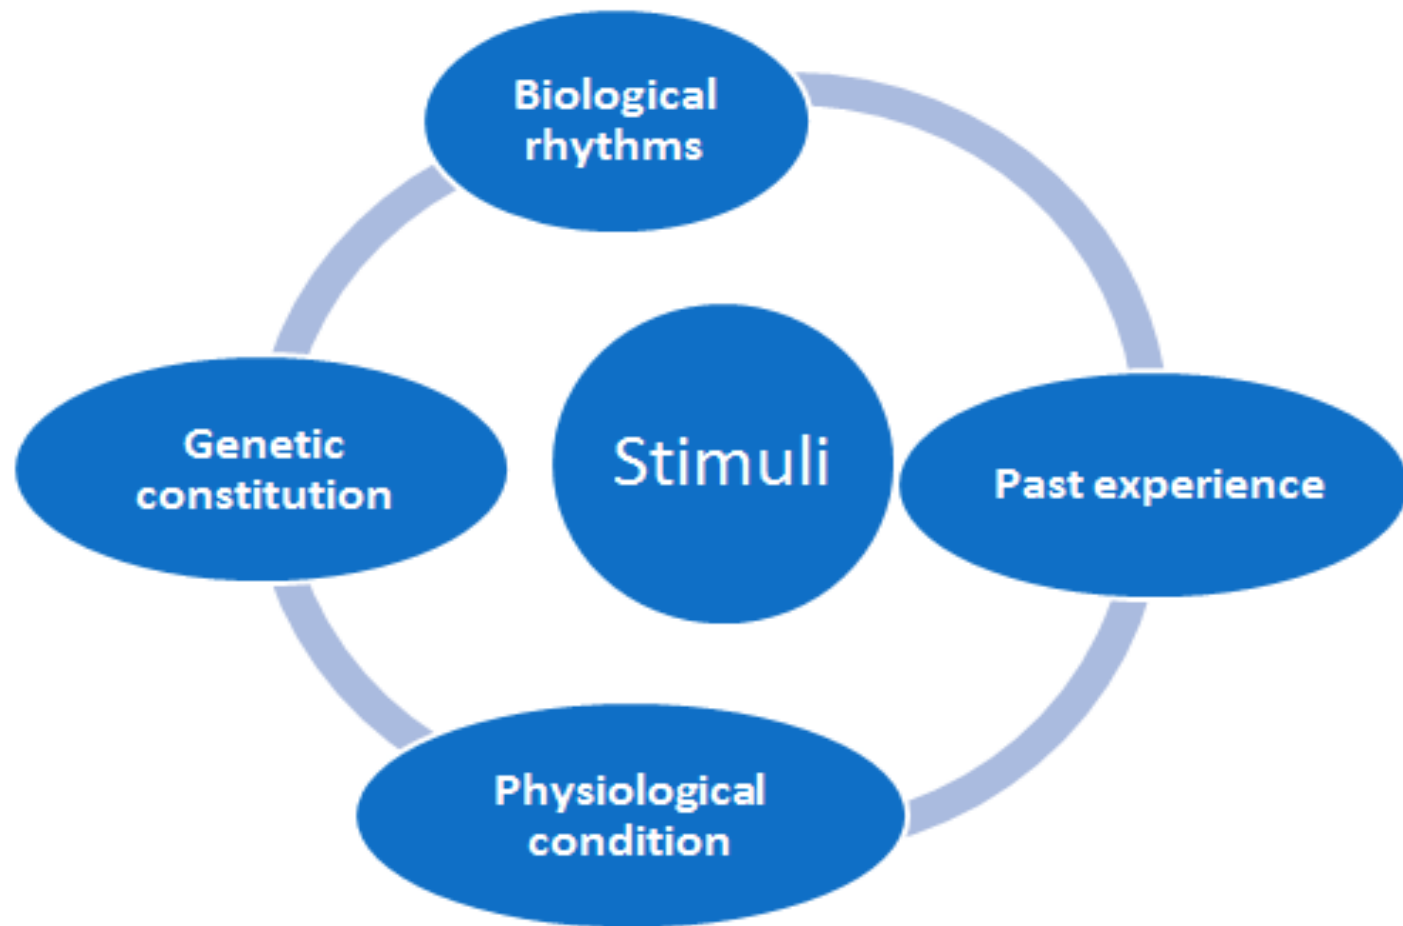 Biological
rhythms
Genetic
constitution
Stimuli
Past experience
Physiological
condition